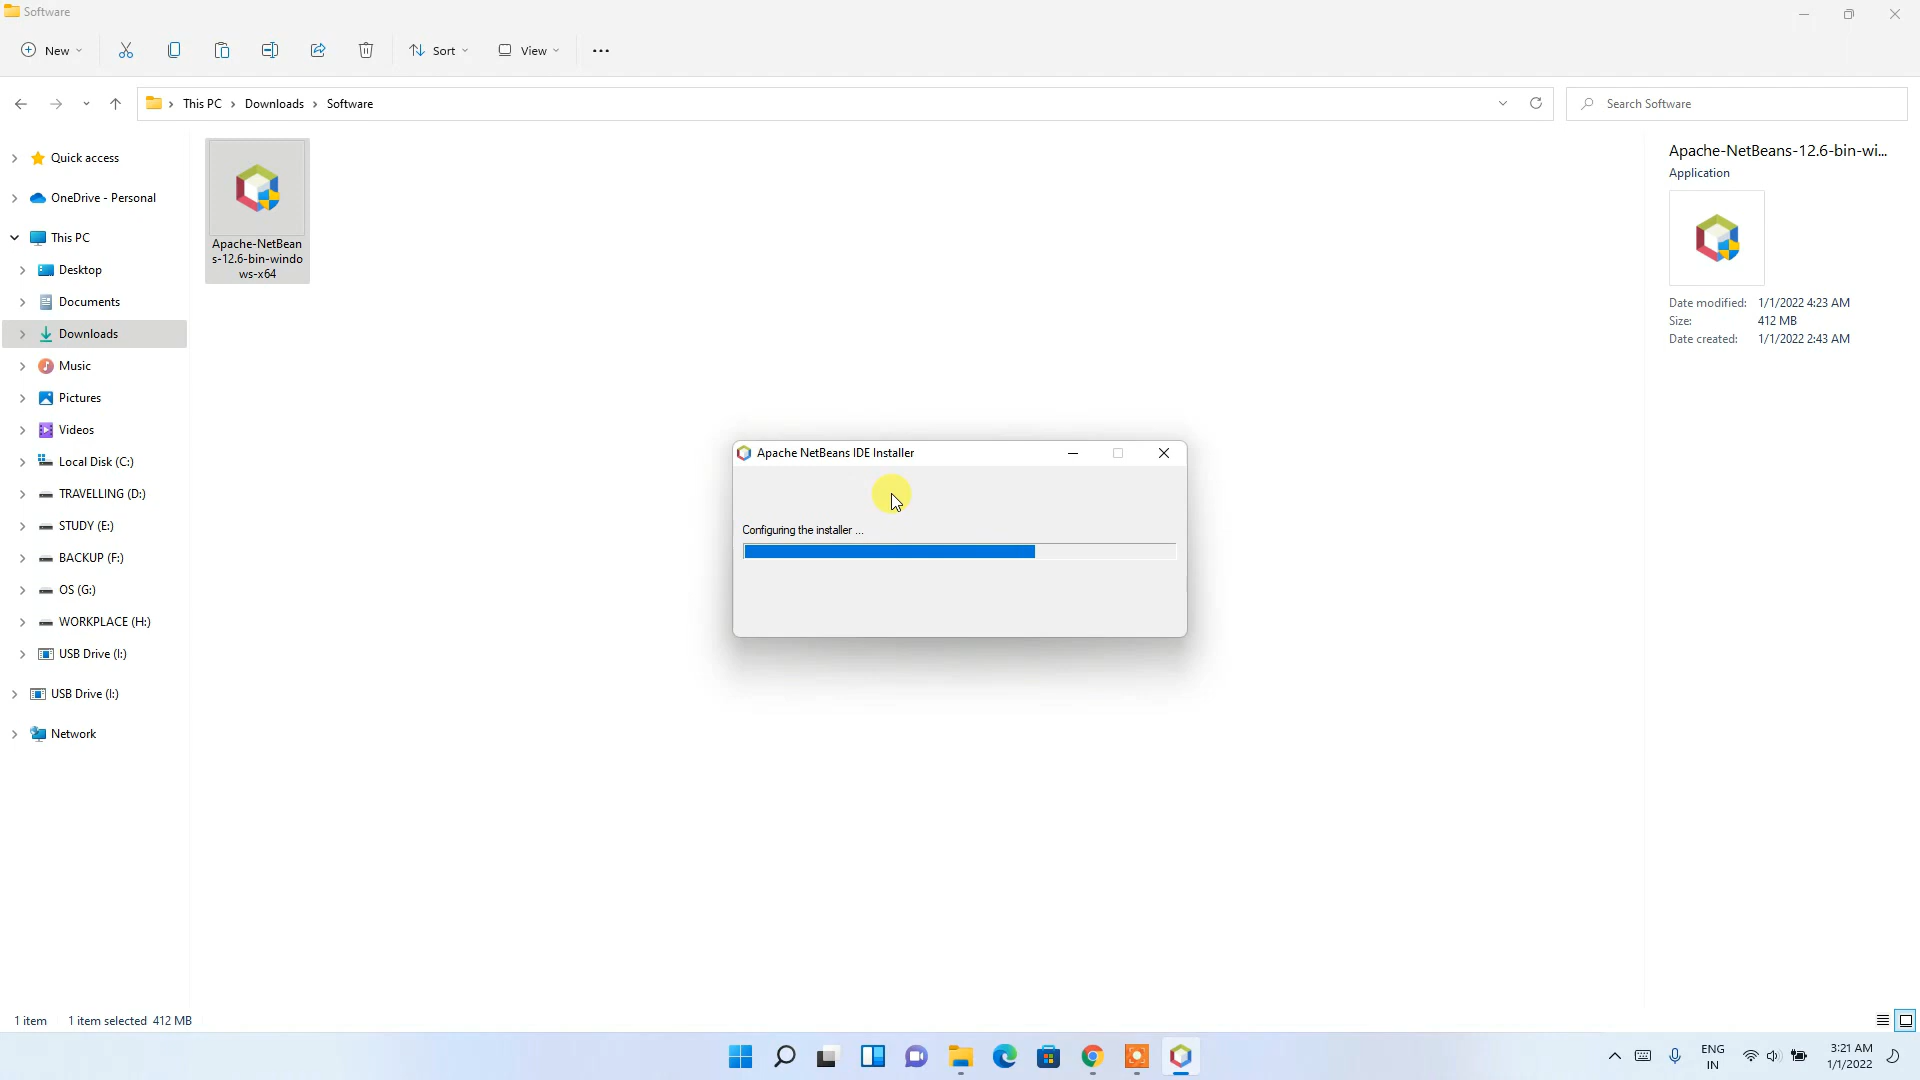 Software
New
Sort
View
This PC
Downloads
Software
Search Software
Quick access
OneDrive - Personal
This PC
Desktop
Documents
Downloads
Music
Pictures
Videos
Local Disk (C:)
TRAVELLING (D:)
STUDY (E:)
BACKUP (F:)
OS (G:)
WORKPLACE (H:)
USB Drive (I:)
USB Drive (I:)
Network
Apache-NetBean
s-12.6-bin-windo
ws-x64
Apache NetBeans IDE Installer
Configuring the installer ...
Apache-NetBeans-12.6-bin-wi...
Application
Date modified: 1/1/2022 4:23 AM
Size: 412 MB
Date created: 1/1/2022 2:43 AM
1 item 1 item selected 412 MB
ENG
IN
3:21 AM
1/1/2022